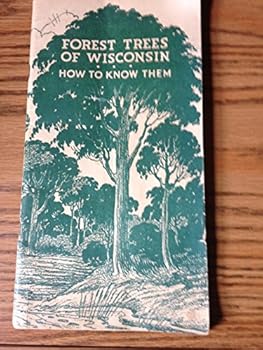 FOREST TREES
OF WISCONSIN
HOW TO KNOW THEM